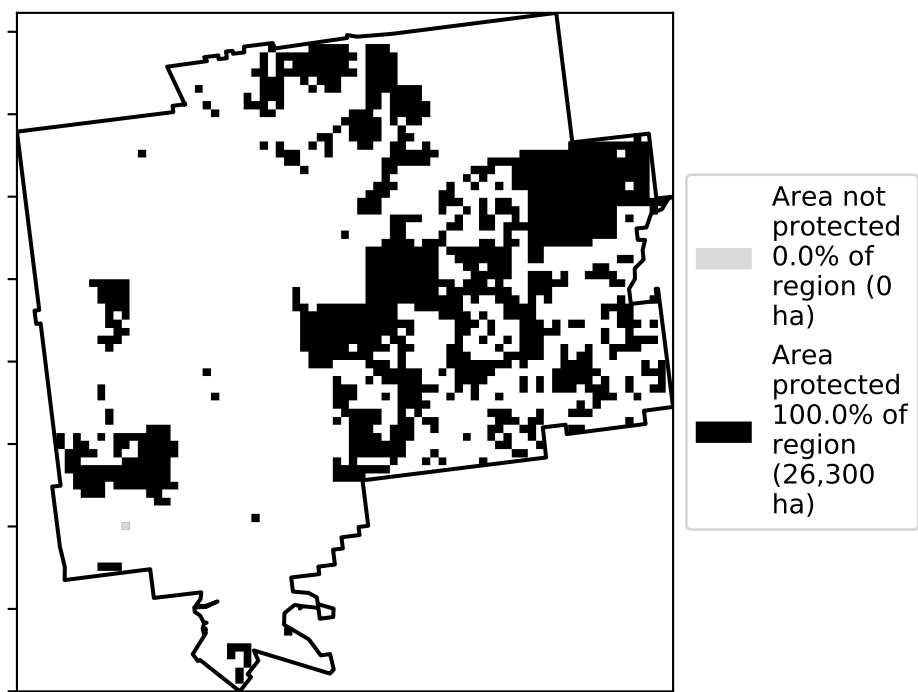 Area not
protected
0.0% of
region (0
ha)
Area
protected
100.0% of
region
(26,300
ha)